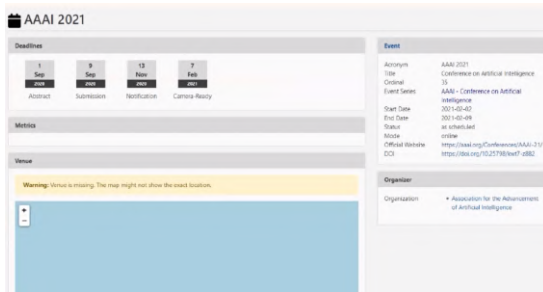 AAAI 2021
Deadlines
1 Sep 2020 Abstract
9 Sep 2020 Submission
13 Nov 2020 Notification
7 Feb 2021 Camera-Ready
Metrics
Venue
Warning: Venue is missing. The map might not show the exact location.
+
−
Event
Acronym AAAI 2021
Title Conference on Artificial Intelligence
Ordinal 35
Event Series AAAI - Conference on Artificial
Intelligence
Start Date 2021-02-02
End Date 2021-02-09
Status as scheduled
Mode online
Official Website https://aaai.org/Conferences/AAAI-21/
DOI
Organizer
Organization • Association for the Advancement
of Artificial Intelligence